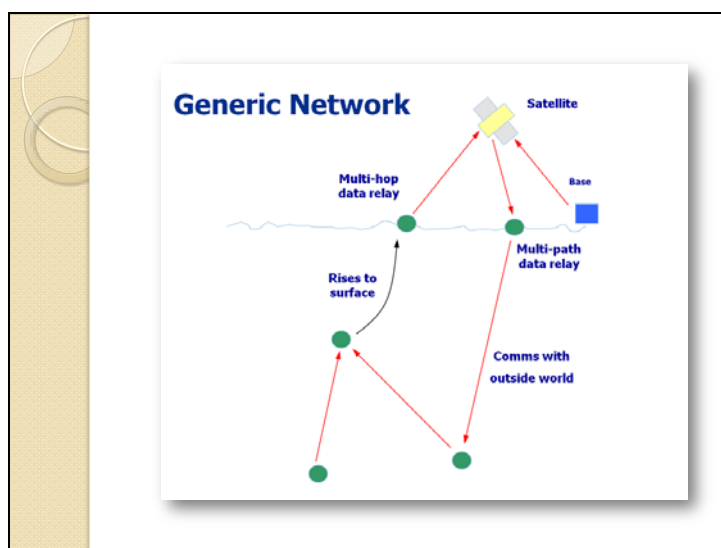 Generic Network
Satellite
Multi-hop
data relay
Base
Multi-path
data relay
Rises to
surface
Comms with
outside world